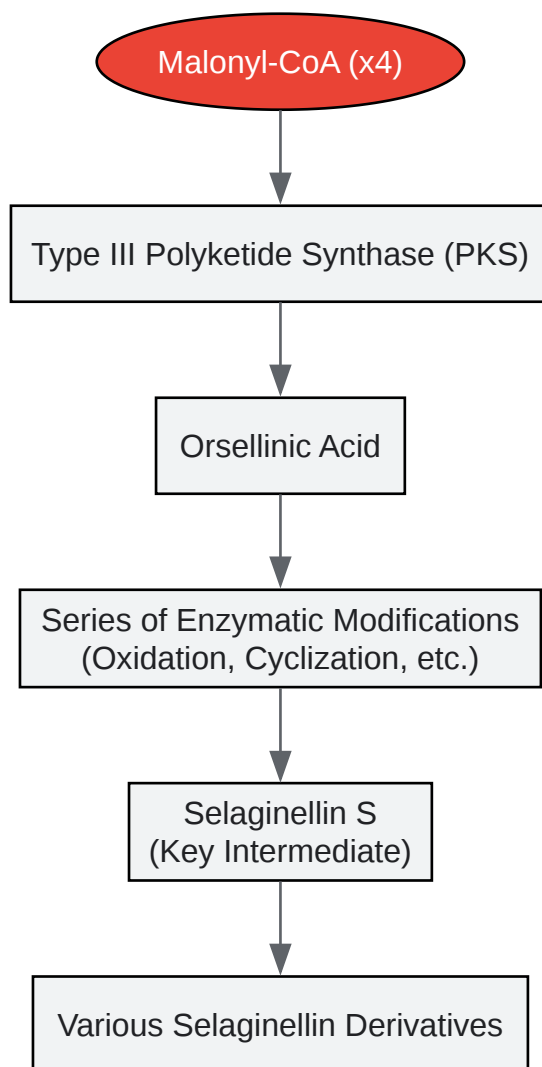 Malonyl-CoA (x4)
Type III Polyketide Synthase (PKS)
Orsellinic Acid
Series of Enzymatic Modifications
(Oxidation, Cyclization, etc.)
Selaginellin S
(Key Intermediate)
Various Selaginellin Derivatives